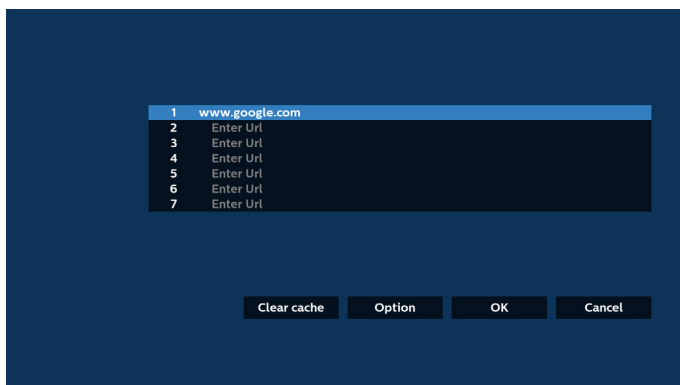 1 www.google.com
2 Enter Url
3 Enter Url
4 Enter Url
5 Enter Url
6 Enter Url
7 Enter Url
Clear cache Option OK Cancel